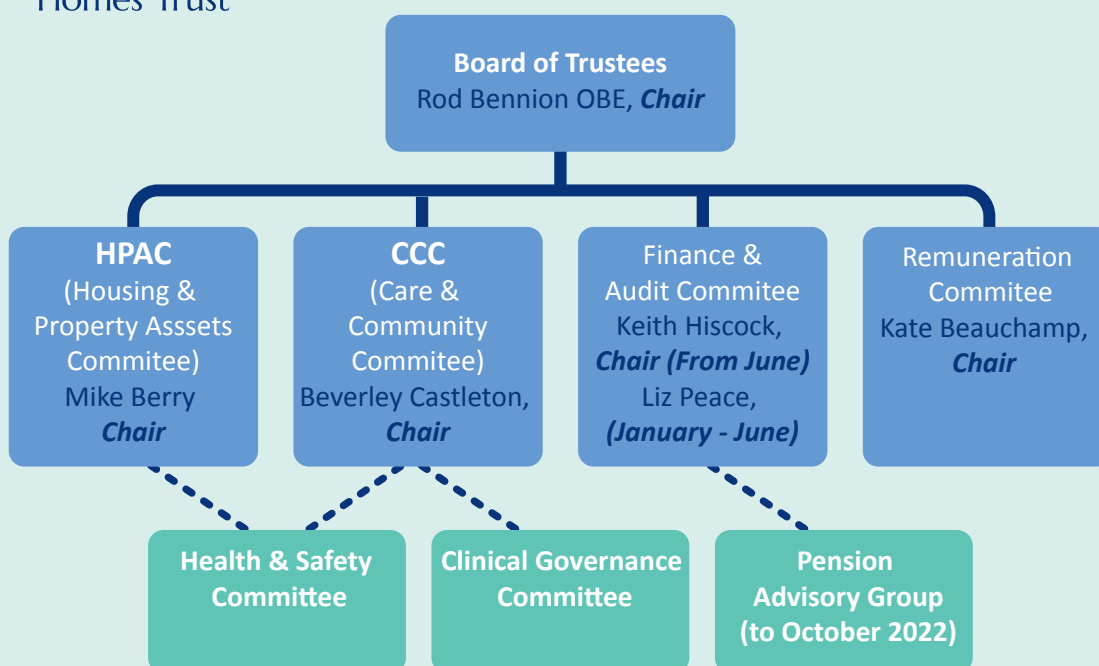 Homes Trust
Board of Trustees
Rod Bennion OBE, Chair
HPAC
(Housing &
Property Asssets
Commitee)
Mike Berry
Chair
CCC
(Care &
Community
Commitee)
Beverley Castleton,
Chair
Finance &
Audit Commitee
Keith Hiscock,
Chair (From June)
Liz Peace,
(January - June)
Remuneration
Commitee
Kate Beauchamp,
Chair
Health & Safety
Committee
Clinical Governance
Committee
Pension
Advisory Group
(to October 2022)